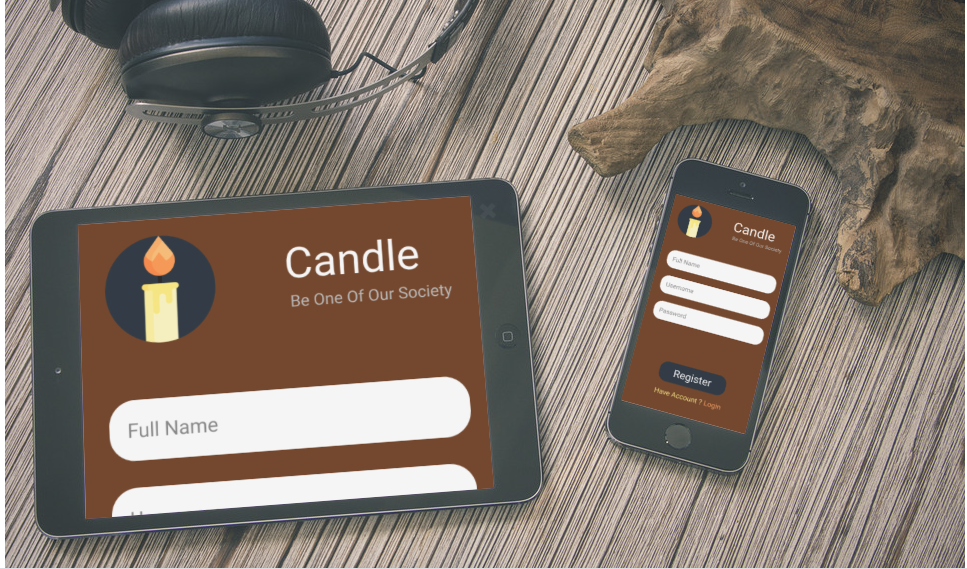 Candle
Be One Of Our Society
Full Name
Candle
Be One Of Our Society
Full Name
Username
Password
Register
Have Account ? Login